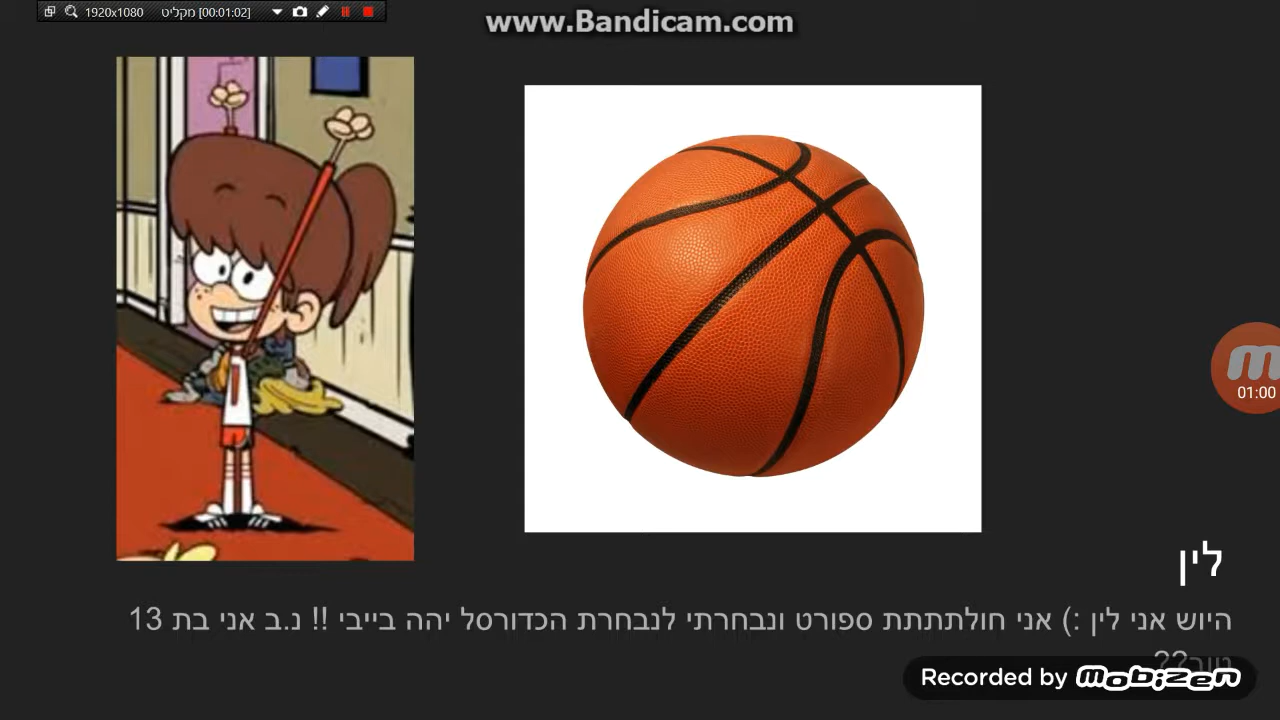 1920x1080 מקליט [00:01:02]
www.Bandicam.com
01:00
לין
היוש אני לין :) אני חולתתתת ספורט ונבחרתי לנבחרת הכדורסל יהה בייבי !! נ.ב אני בת 13
טוב??
Recorded by mobizen